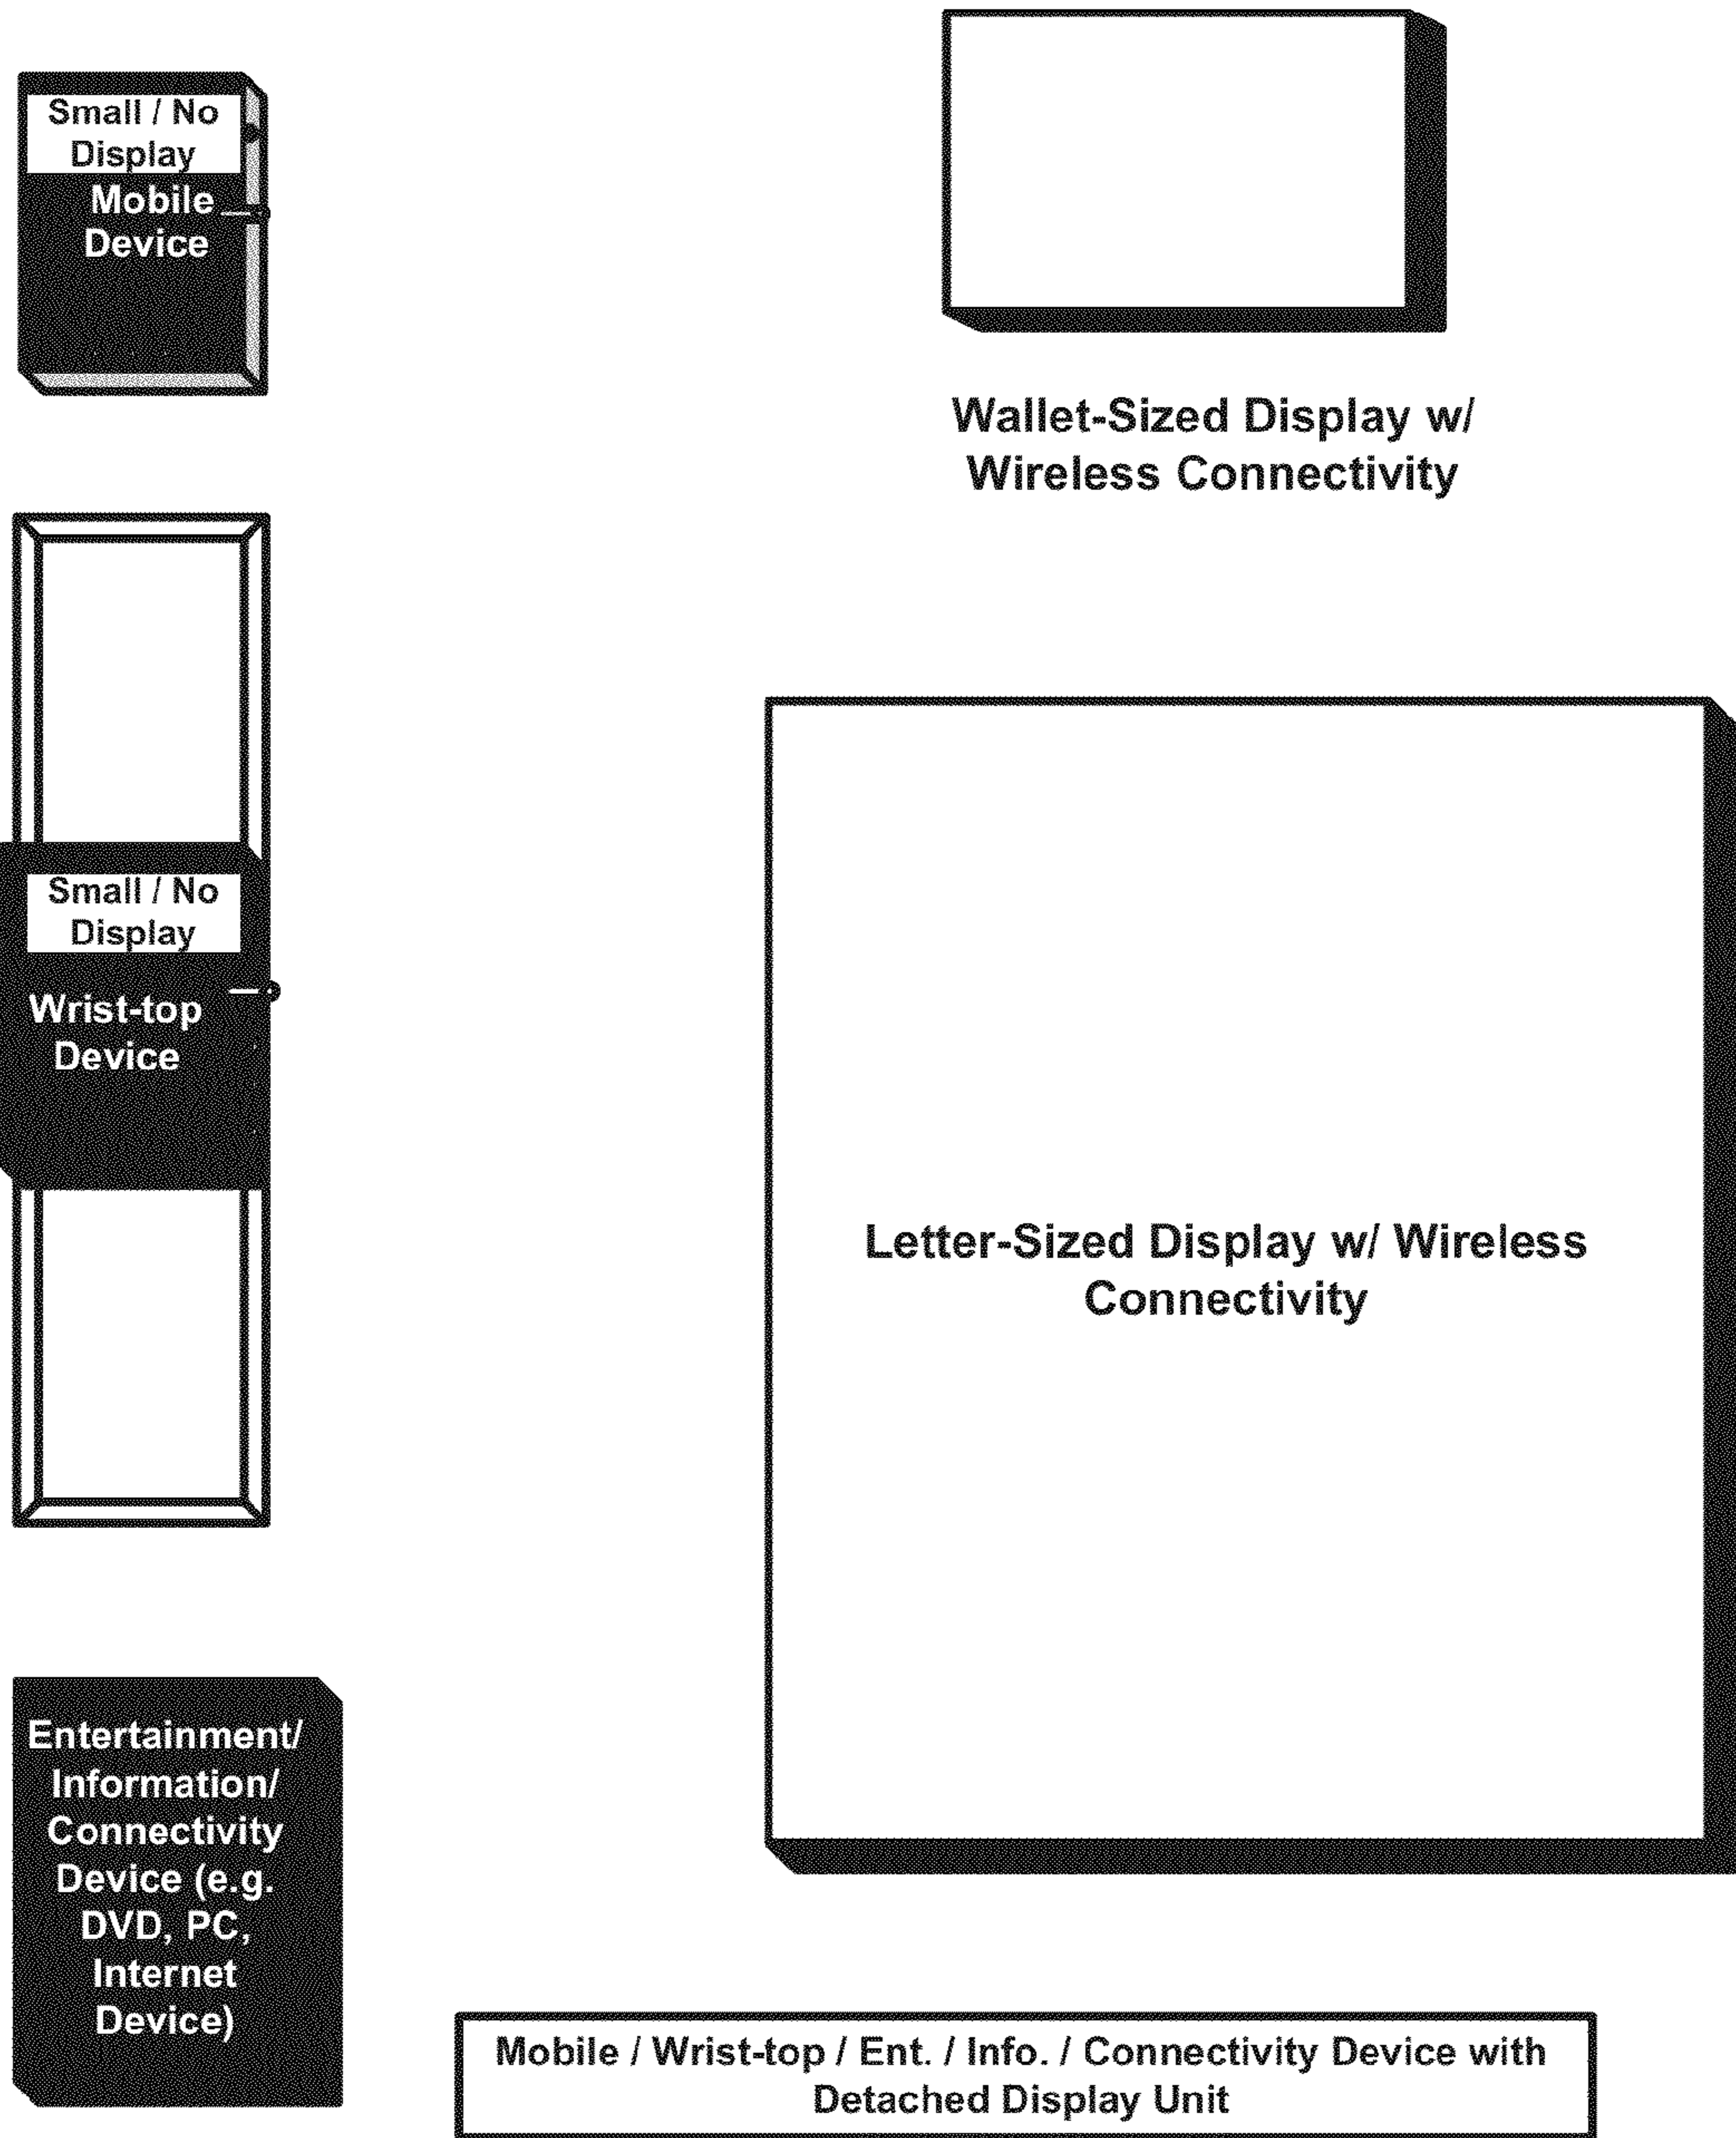 Small / No
Display
Mobile
Device
Wallet-Sized Display w/
Wireless Connectivity
Small / No
Display
Wrist-top
Device
Letter-Sized Display w/ Wireless
Connectivity
Entertainment/
Information/
Connectivity
Device (e.g.
DVD, PC,
Internet
Device)
Mobile / Wrist-top / Ent. / Info. / Connectivity Device with
Detached Display Unit